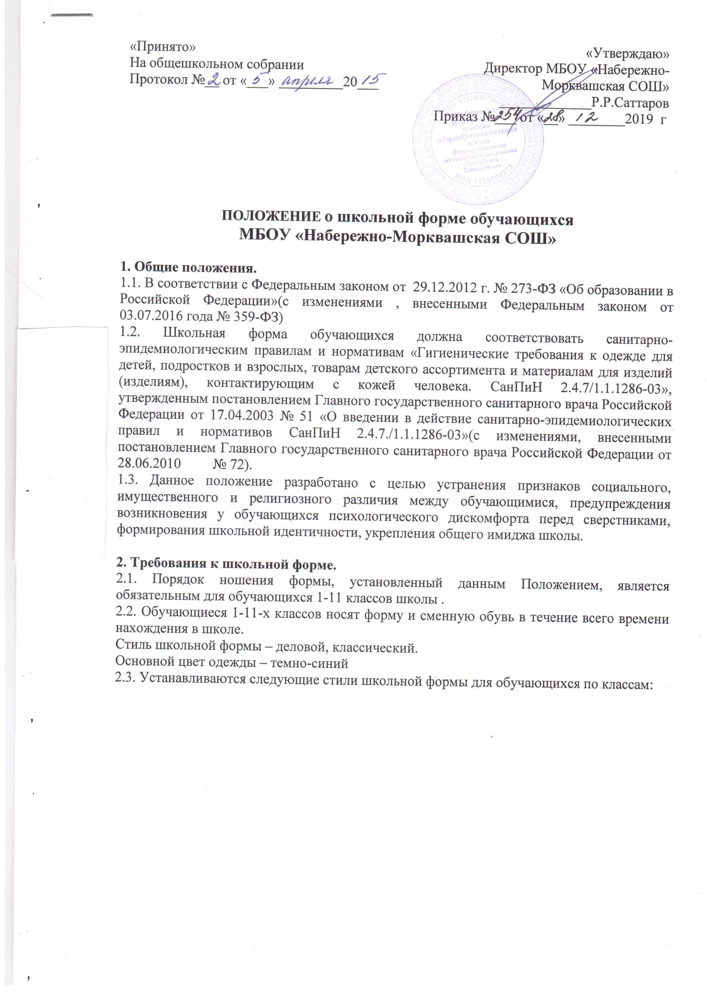 «Принято»
На общешкольном собрании
Протокол № 2 от « 5 » апреля 20 15
«Утверждаю»
Директор МБОУ «Набережно-
Морквашская СОШ»
Р.Р.Саттаров
Приказ № 254 от «28» 12 2019 г
средняя
общеобразовательная
школа
Верхнеуслонского
муниципального района
Республики
Татарстан»
ИНН 1615004273
ПОЛОЖЕНИЕ о школьной форме обучающихся
МБОУ «Набережно-Морквашская СОШ»
1. Общие положения.
1.1. В соответствии с Федеральным законом от 29.12.2012 г. № 273-ФЗ «Об образовании в
Российской Федерации»(с изменениями , внесенными Федеральным законом от
03.07.2016 года № 359-ФЗ)
1.2. Школьная форма обучающихся должна соответствовать санитарно-
эпидемиологическим правилам и нормативам «Гигиенические требования к одежде для
детей, подростков и взрослых, товарам детского ассортимента и материалам для изделий
(изделиям), контактирующим с кожей человека. СанПиН 2.4.7/1.1.1286-03»,
утвержденным постановлением Главного государственного санитарного врача Российской
Федерации от 17.04.2003 № 51 «О введении в действие санитарно-эпидемиологических
правил и нормативов СанПиН 2.4.7./1.1.1286-03»(с изменениями, внесенными
постановлением Главного государственного санитарного врача Российской Федерации от
28.06.2010 № 72).
1.3. Данное положение разработано с целью устранения признаков социального,
имущественного и религиозного различия между обучающимися, предупреждения
возникновения у обучающихся психологического дискомфорта перед сверстниками,
формирования школьной идентичности, укрепления общего имиджа школы.
2. Требования к школьной форме.
2.1. Порядок ношения формы, установленный данным Положением, является
обязательным для обучающихся 1-11 классов школы .
2.2. Обучающиеся 1-11-х классов носят форму и сменную обувь в течение всего времени
нахождения в школе.
Стиль школьной формы – деловой, классический.
Основной цвет одежды – темно-синий
2.3. Устанавливаются следующие стили школьной формы для обучающихся по классам: